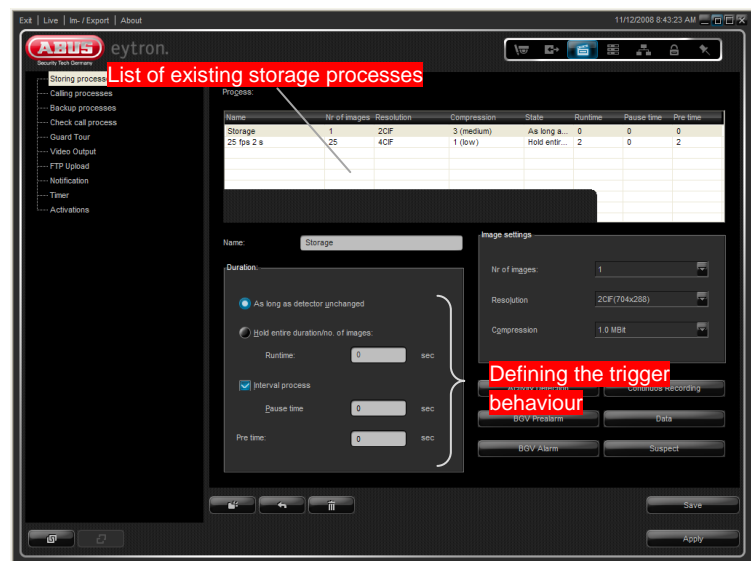 Exit | Live | Im- / Export | About
11/12/2008 8:43:23 AM
ABUS eytron.
Security Tech Germany
Storing process
List of existing storage processes
Calling processes
Backup processes
Check call process
Guard Tour
Video Output
FTP Upload
Notification
Timer
Activations
Process:
Name Nr of images Resolution Compression State Runtime Pause time Pre time
Storage 1 2CIF 3 (medium) As long a... 0 0 0
25 fps 2 s 25 4CIF 1 (low) Hold entir... 2 0 2
Name: Storage
Duration:
As long as detector unchanged
Hold entire duration/no. of images:
Runtime: 0 sec
Interval process
Pause time 0 sec
Pre time: 0 sec
Image settings
Nr of images: 1
Resolution 2CIF(704x288)
Compression 1.0 MBit
Defining the trigger
behaviour
Continuos Recording
BGV Prealarm Data
BGV Alarm Suspect
Save
Apply